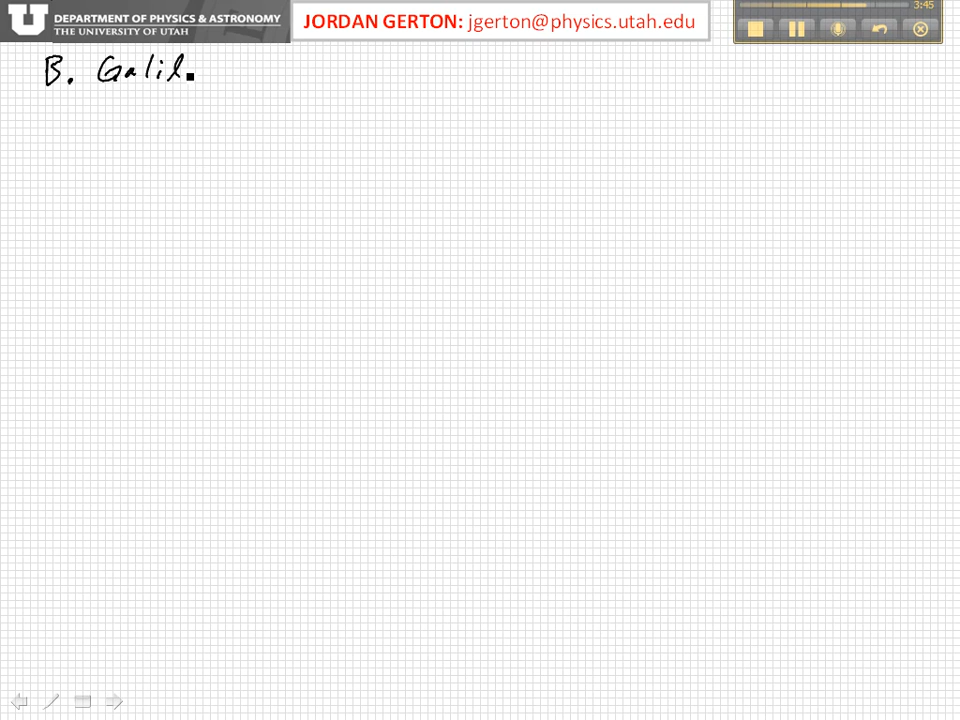 DEPARTMENT OF PHYSICS & ASTRONOMY
THE UNIVERSITY OF UTAH
JORDAN GERTON: jgerton@physics.utah.edu
3:45
B. Galil